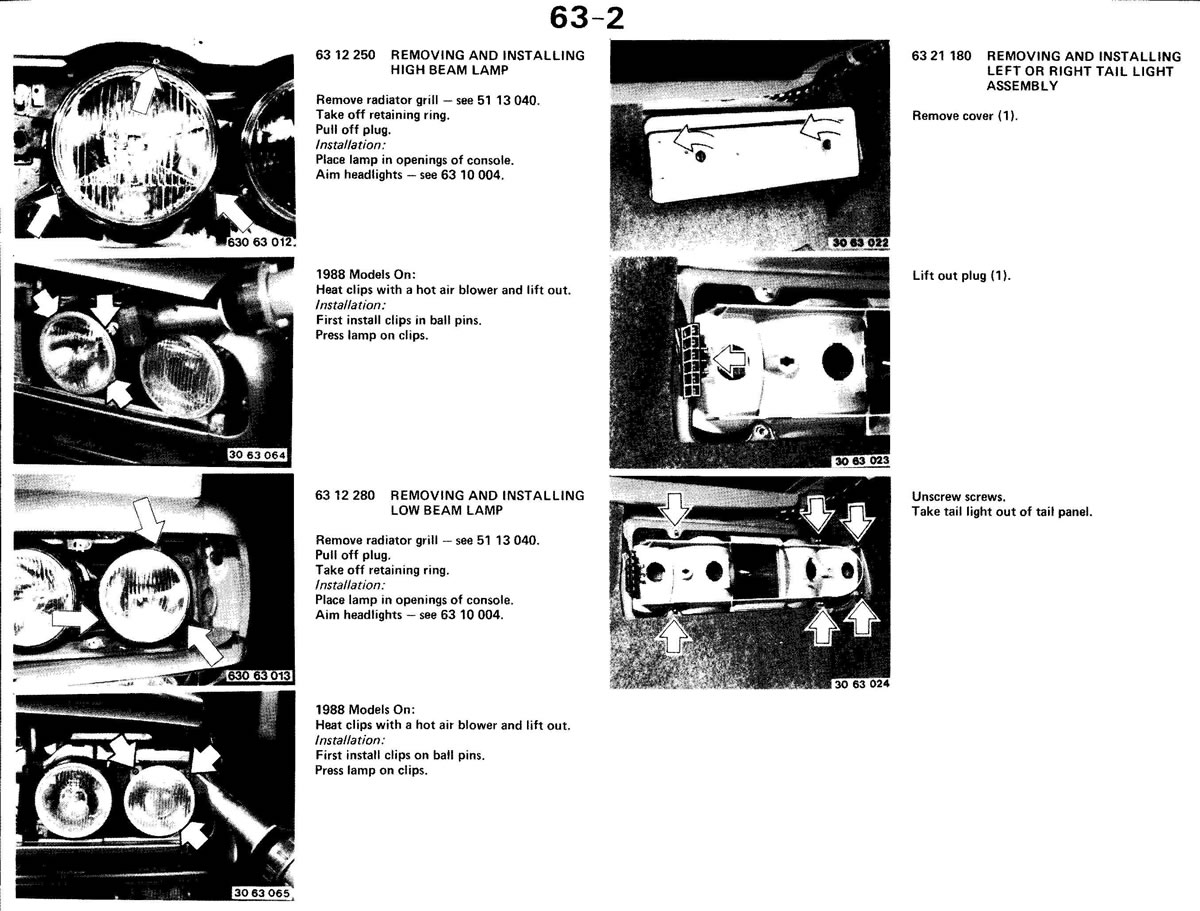 63-2
63 12 250 REMOVING AND INSTALLING
HIGH BEAM LAMP
Remove radiator grill — see 51 13 040.
Take off retaining ring.
Pull off plug.
Installation:
Place lamp in openings of console.
Aim headlights — see 63 10 004.
630 63 012.
1988 Models On:
Heat clips with a hot air blower and lift out.
Installation:
First install clips in ball pins.
Press lamp on clips.
30 63 064
63 12 280 REMOVING AND INSTALLING
LOW BEAM LAMP
Remove radiator grill — see 51 13 040.
Pull off plug.
Take off retaining ring.
Installation:
Place lamp in openings of console.
Aim headlights — see 63 10 004.
630 63 013
1988 Models On:
Heat clips with a hot air blower and lift out.
Installation:
First install clips on ball pins.
Press lamp on clips.
30 63 065
63 21 180 REMOVING AND INSTALLING
LEFT OR RIGHT TAIL LIGHT
ASSEMBLY
Remove cover (1).
30 63 022
Lift out plug (1).
30 63 023
Unscrew screws.
Take tail light out of tail panel.
30 63 024